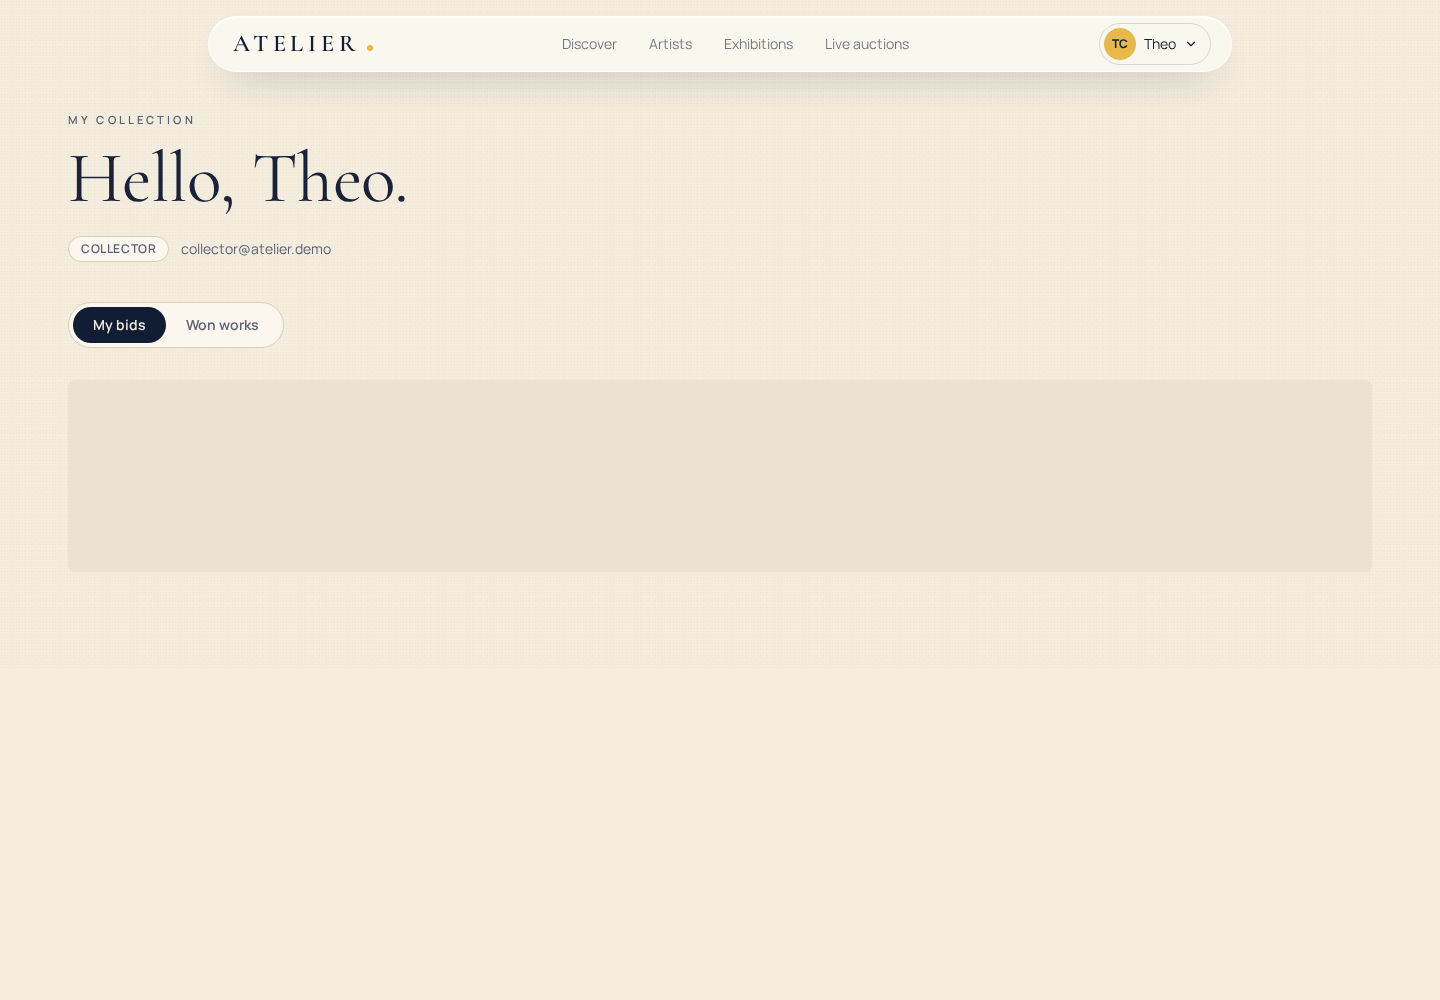 ATELIER
Discover Artists Exhibitions Live auctions
TC Theo
MY COLLECTION
Hello, Theo.
COLLECTOR collector@atelier.demo
My bids Won works